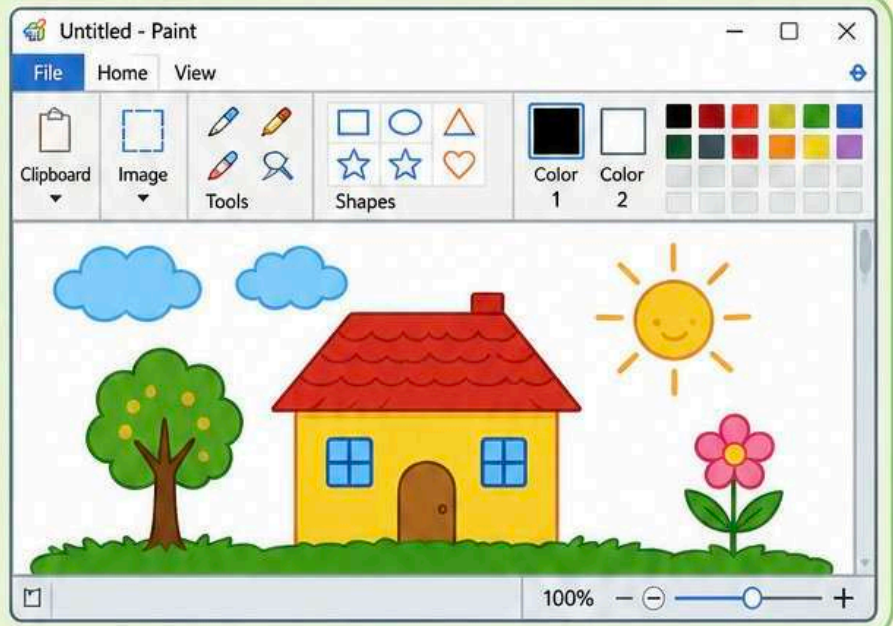 Untitled - Paint
File Home View
Clipboard
Image
Tools
Shapes
Color 1
Color 2
100%